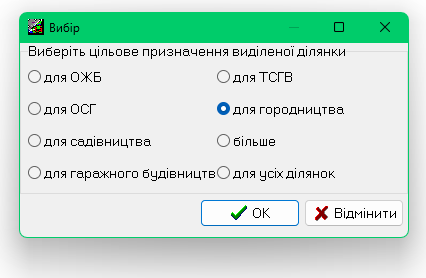 Вибір
Виберіть цільове призначення виділеної ділянки
для ОЖБ
для ТСГВ
для ОСГ
для городництва
для садівництва
більше
для гаражного будівництв
для усіх ділянок
ОК
Відмінити